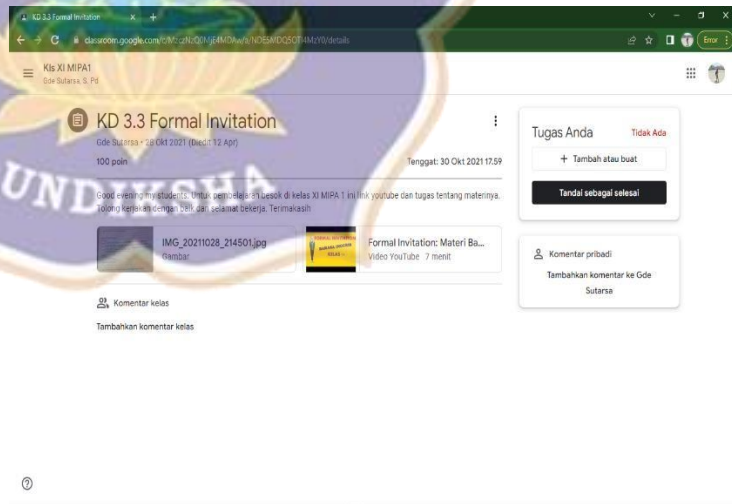 KD 3.3 Formal Invitation
Error
Kls XI MIPA1
Gde Sutarsa, S. Pd
KD 3.3 Formal Invitation
Gde Sutarsa • 28 Okt 2021 (Diedit 12 Apr)
100 poin
Tenggat: 30 Okt 2021 17.59
Good evening my students. Untuk pembelajaran besok di kelas XI MIPA 1 ini link youtube dan tugas tentang materinya.
Tolong kerjakan dengan baik dan selamat bekerja. Terimakasih
IMG_20211028_214501.jpg
Gambar
Formal Invitation: Materi Ba...
Video YouTube 7 menit
Komentar kelas
Tambahkan komentar kelas
Tugas Anda
Tidak Ada
+ Tambah atau buat
Tandai sebagai selesai
Komentar pribadi
Tambahkan komentar ke Gde
Sutarsa
UND